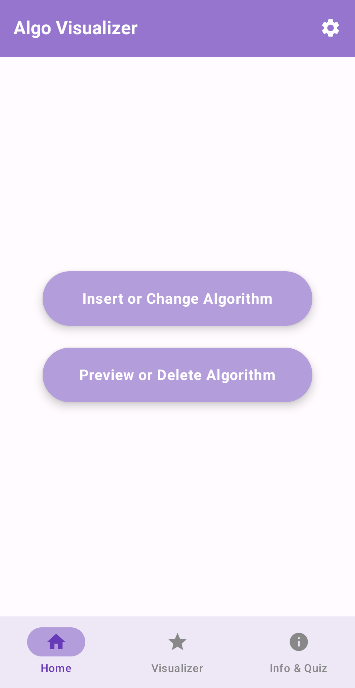 Algo Visualizer
Insert or Change Algorithm
Preview or Delete Algorithm
Home
Visualizer
Info & Quiz